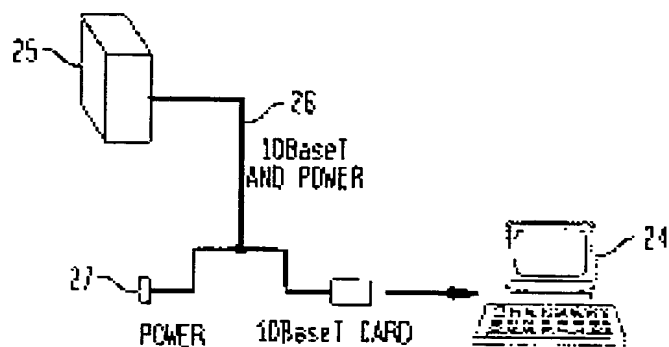 25
26
10BaseT
AND POWER
24
27
POWER
10BaseT CARD